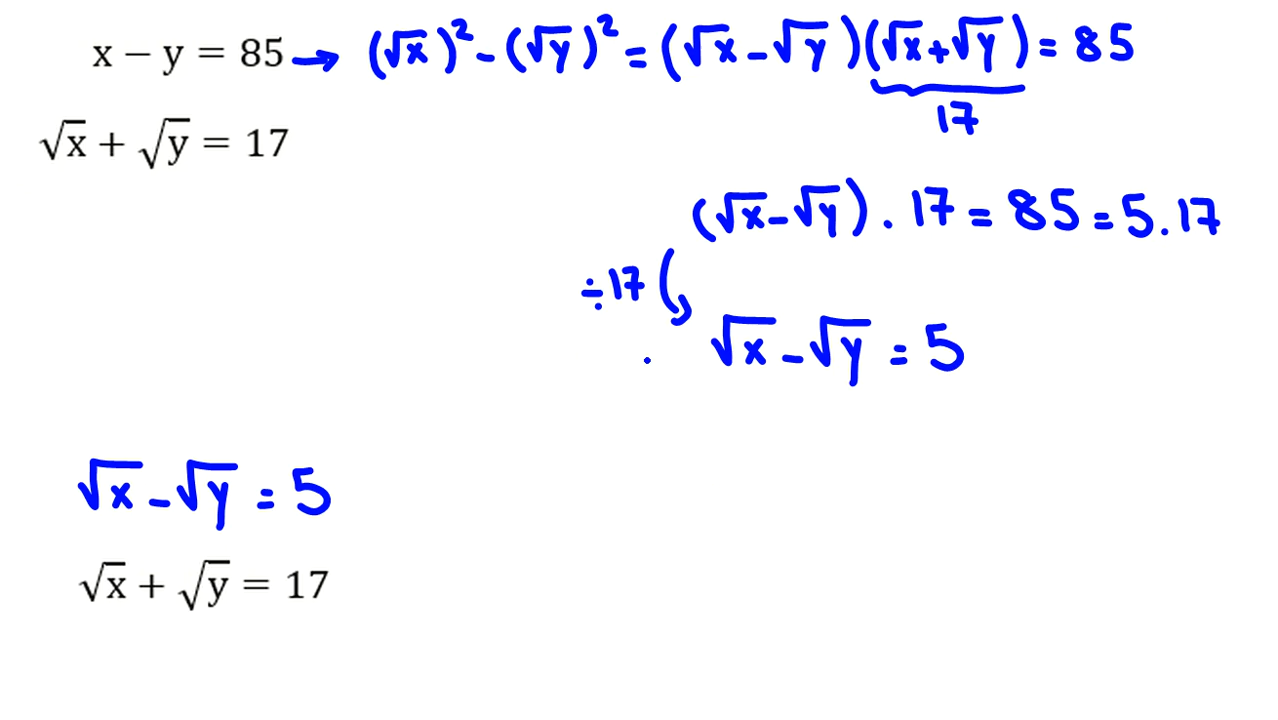 x − y = 85 → (√x)² - (√y)² = (√x - √y)(√x + √y) = 85
17
√x + √y = 17
(√x - √y) . 17 = 85 = 5.17
÷17
√x - √y = 5
√x - √y = 5
√x + √y = 17